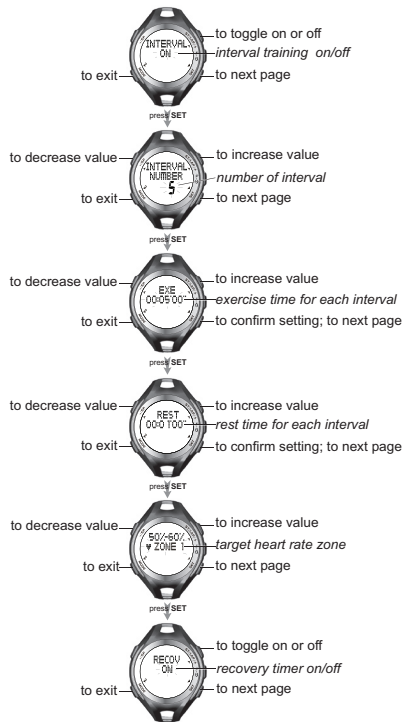 to toggle on or off
INTERVAL
ON
interval training on/off
to exit
to next page
press SET
to decrease value
to increase value
INTERVAL
NUMBER
number of interval
5
to exit
to next page
press SET
to decrease value
to increase value
EXE
00:05'00"
exercise time for each interval
to exit
to confirm setting; to next page
press SET
to decrease value
to increase value
REST
00:01'00"
rest time for each interval
to exit
to confirm setting; to next page
press SET
to decrease value
to increase value
50%-60%
♥ ZONE 1
target heart rate zone
to exit
to next page
press SET
to toggle on or off
RECOV
ON
recovery timer on/off
to exit
to next page